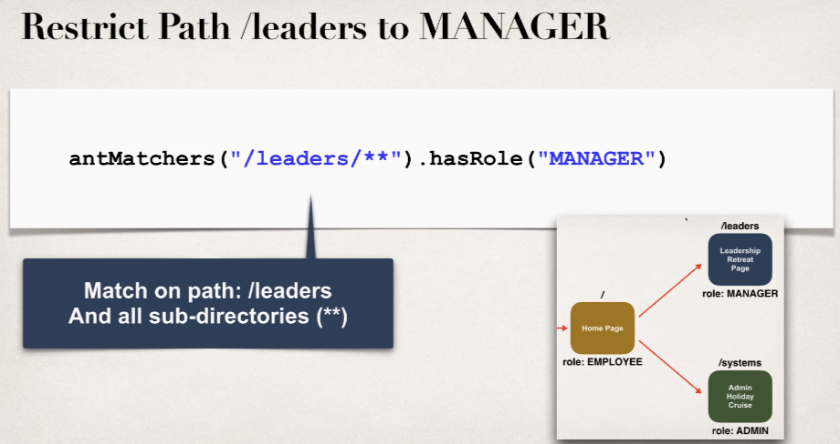 Restrict Path /leaders to MANAGER
antMatchers("/leaders/**").hasRole("MANAGER")
Match on path: /leaders
And all sub-directories (**)
/leaders
Leadership
Retreat
Page
role: MANAGER
/
Home Page
role: EMPLOYEE
/systems
Admin
Holiday
Cruise
role: ADMIN